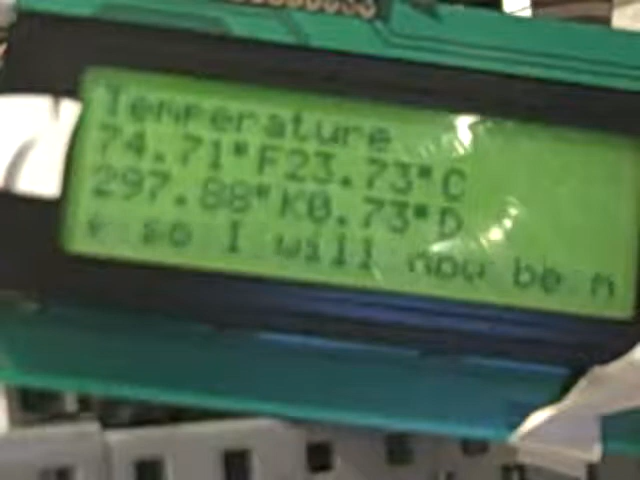 Temperature
74.71°F23.73°C
297.88°K0.73°D
so I will now be n